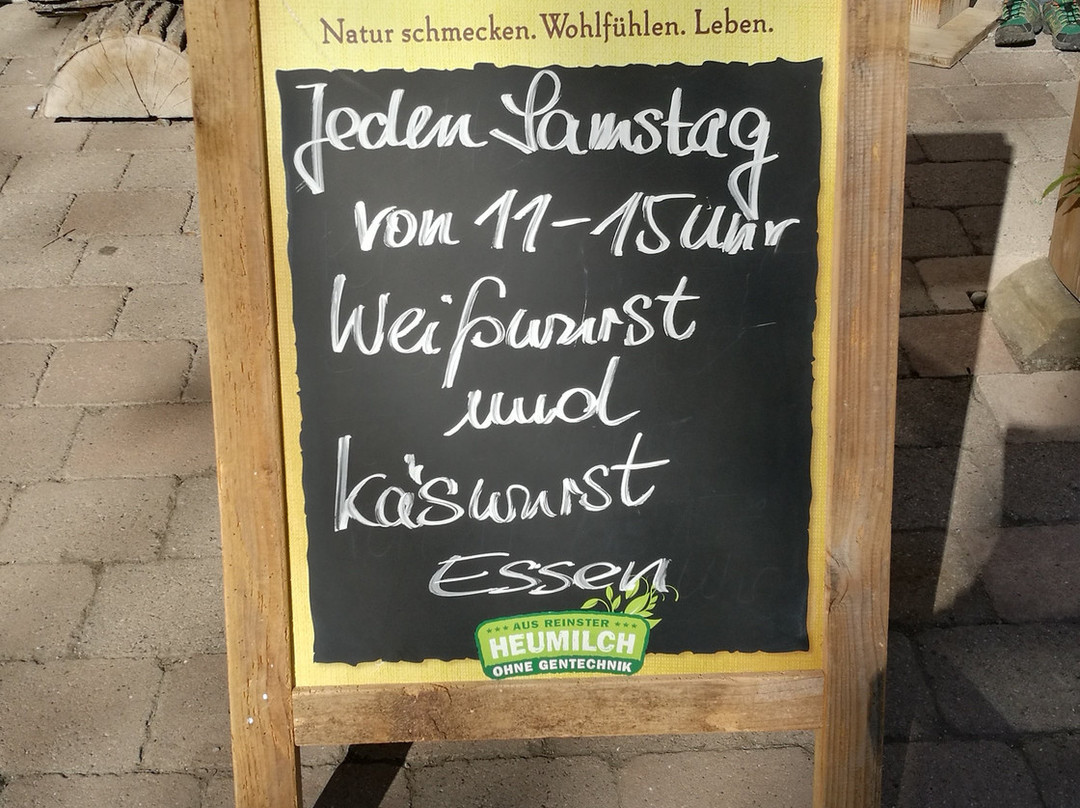 Natur schmecken. Wohlfühlen. Leben.
Jeden Samstag
von 11-15 Uhr
Weißwurst
und
Käswurst
Essen
*** AUS REINSTER ***
HEUMILCH
OHNE GENTECHNIK